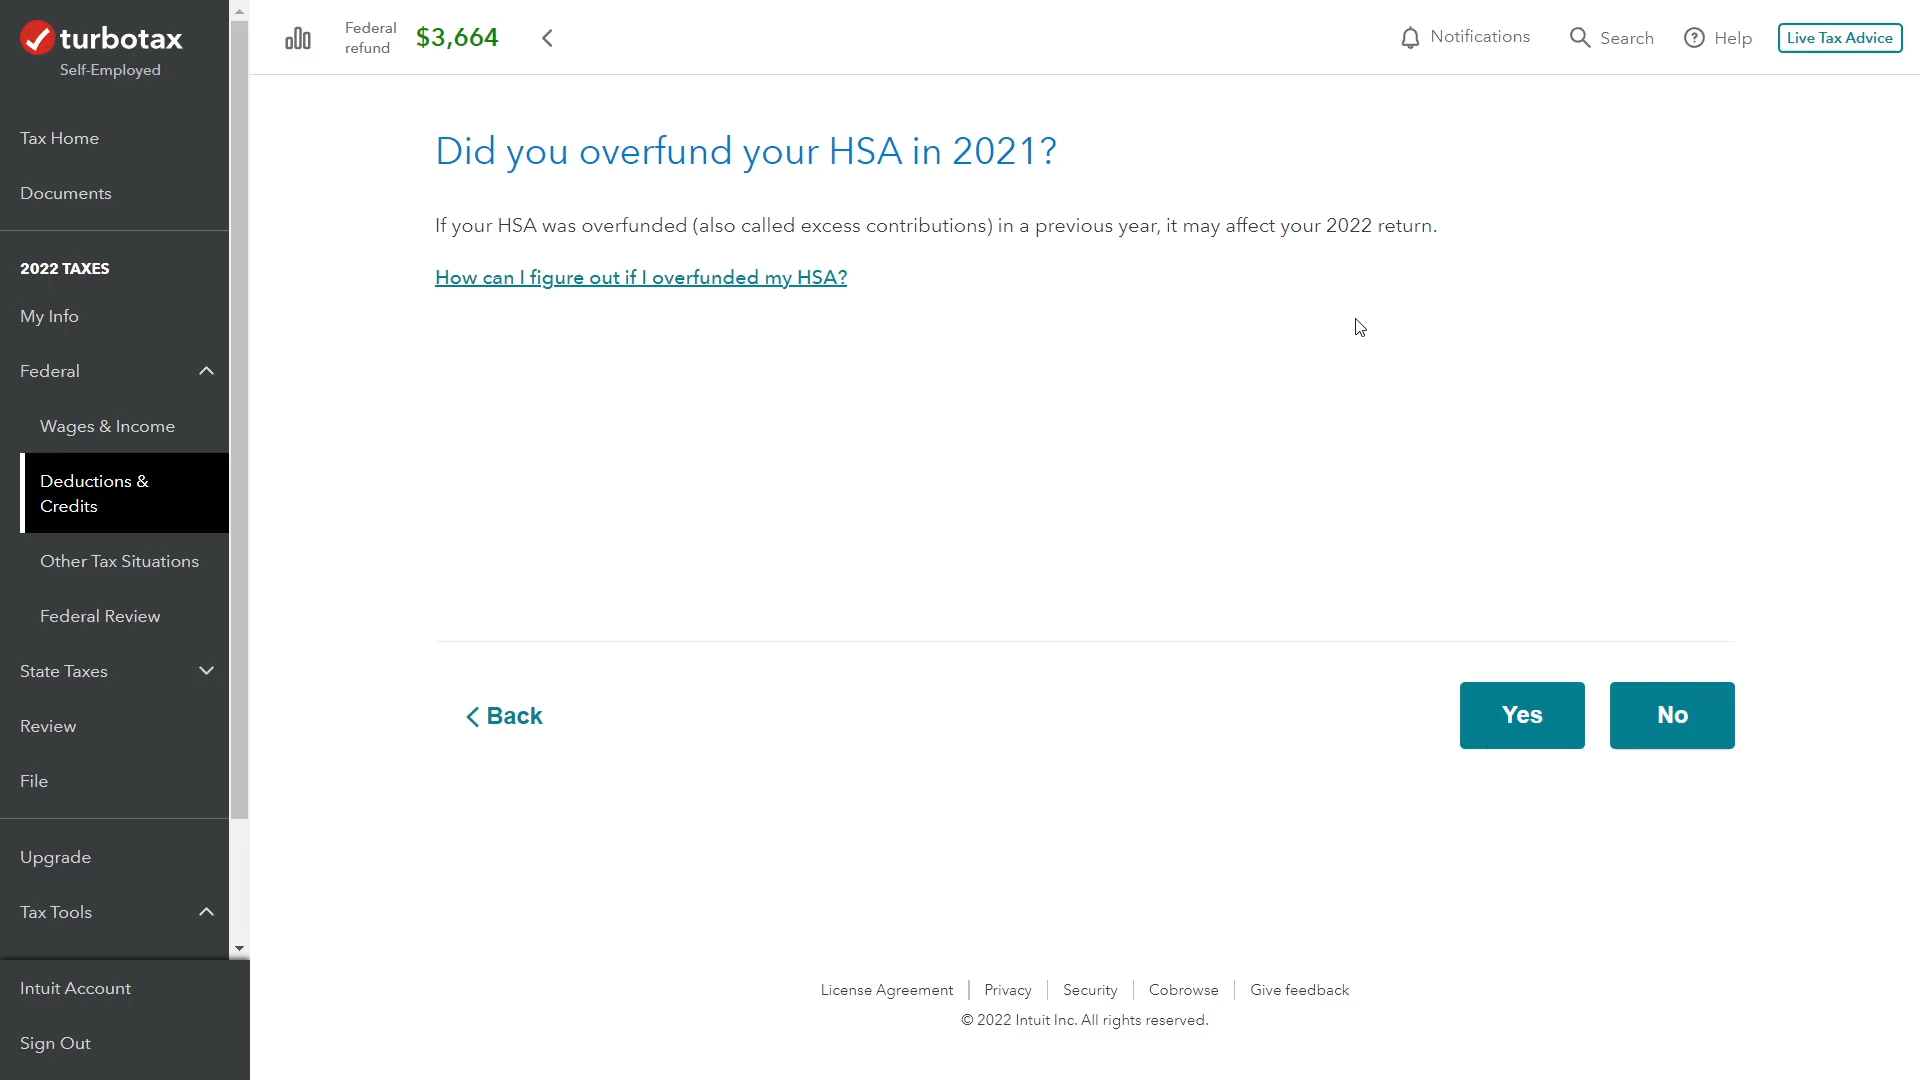 turbotax
Self-Employed
Federal
refund
$3,664
Notifications
Search
Help
Live Tax Advice
Tax Home
Documents
2022 TAXES
My Info
Federal
Wages & Income
Deductions &
Credits
Other Tax Situations
Federal Review
State Taxes
Review
File
Upgrade
Tax Tools
Intuit Account
Sign Out
Did you overfund your HSA in 2021?
If your HSA was overfunded (also called excess contributions) in a previous year, it may affect your 2022 return.
How can I figure out if I overfunded my HSA?
Back
Yes
No
License Agreement
Privacy
Security
Cobrowse
Give feedback
© 2022 Intuit Inc. All rights reserved.